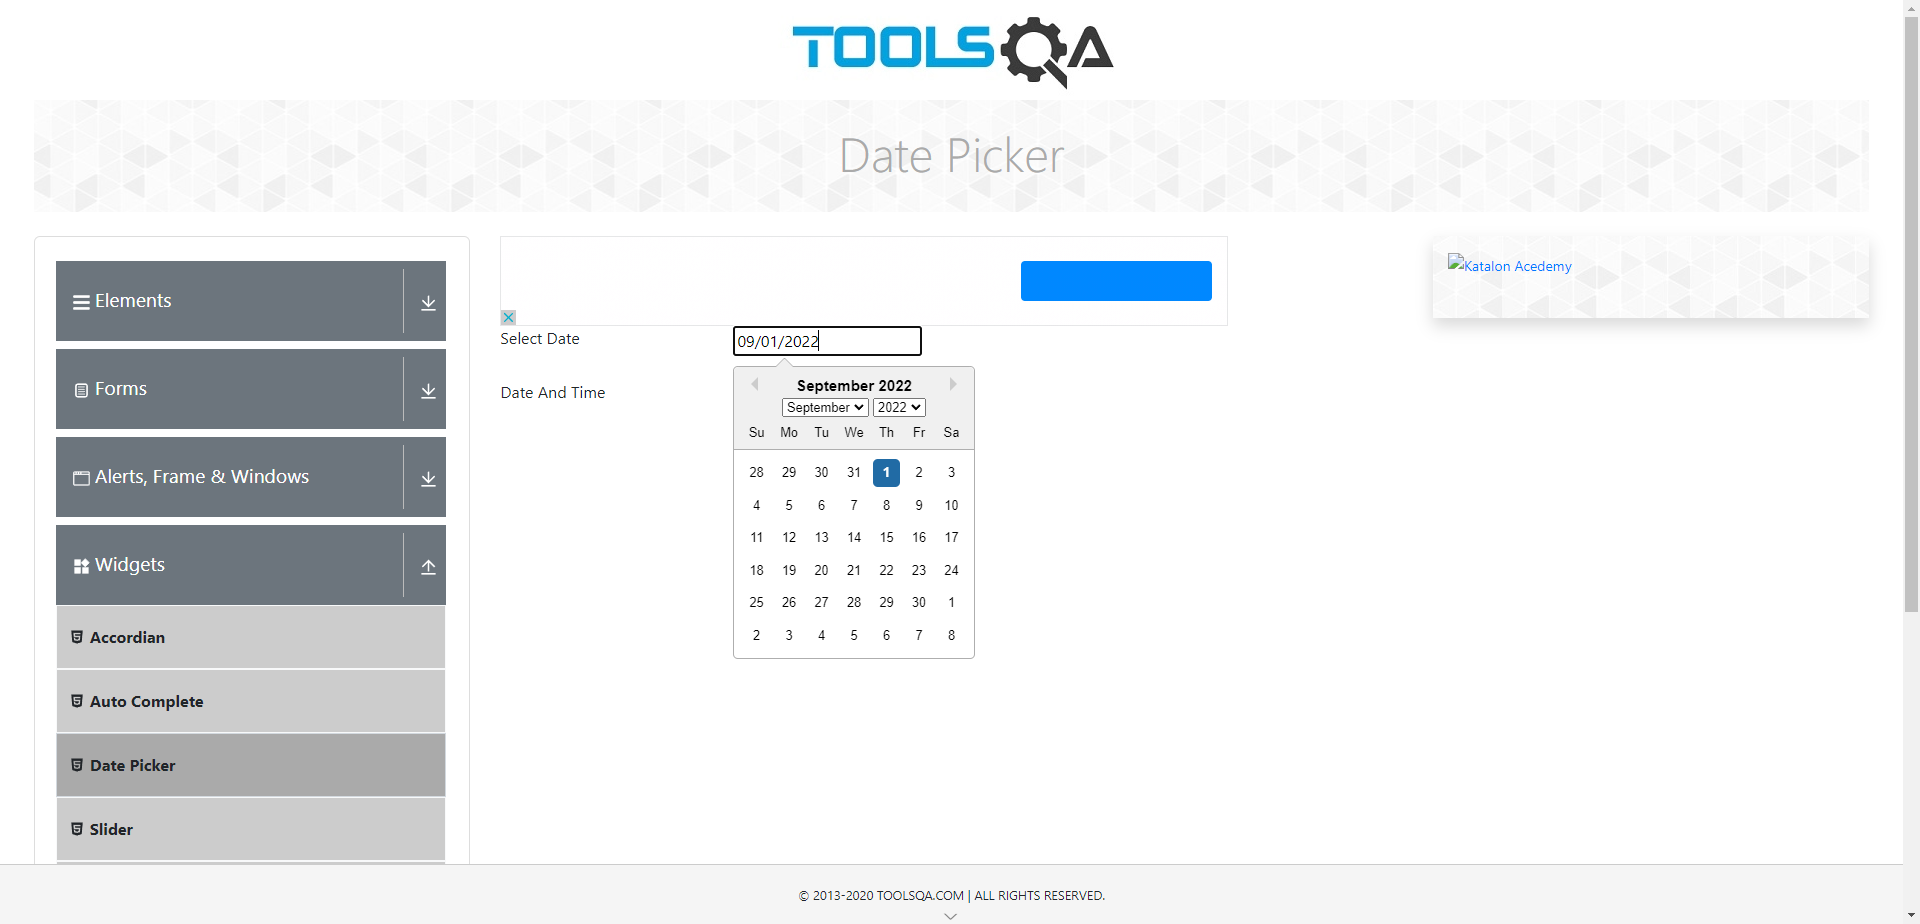 TOOLSQA
Date Picker
Elements
Forms
Alerts, Frame & Windows
Widgets
Accordian
Auto Complete
Date Picker
Slider
Select Date
09/01/2022
Date And Time
September 2022
September 2022
Su Mo Tu We Th Fr Sa
28 29 30 31 1 2 3
4 5 6 7 8 9 10
11 12 13 14 15 16 17
18 19 20 21 22 23 24
25 26 27 28 29 30 1
2 3 4 5 6 7 8
Katalon Acedemy
© 2013-2020 TOOLSQA.COM | ALL RIGHTS RESERVED.